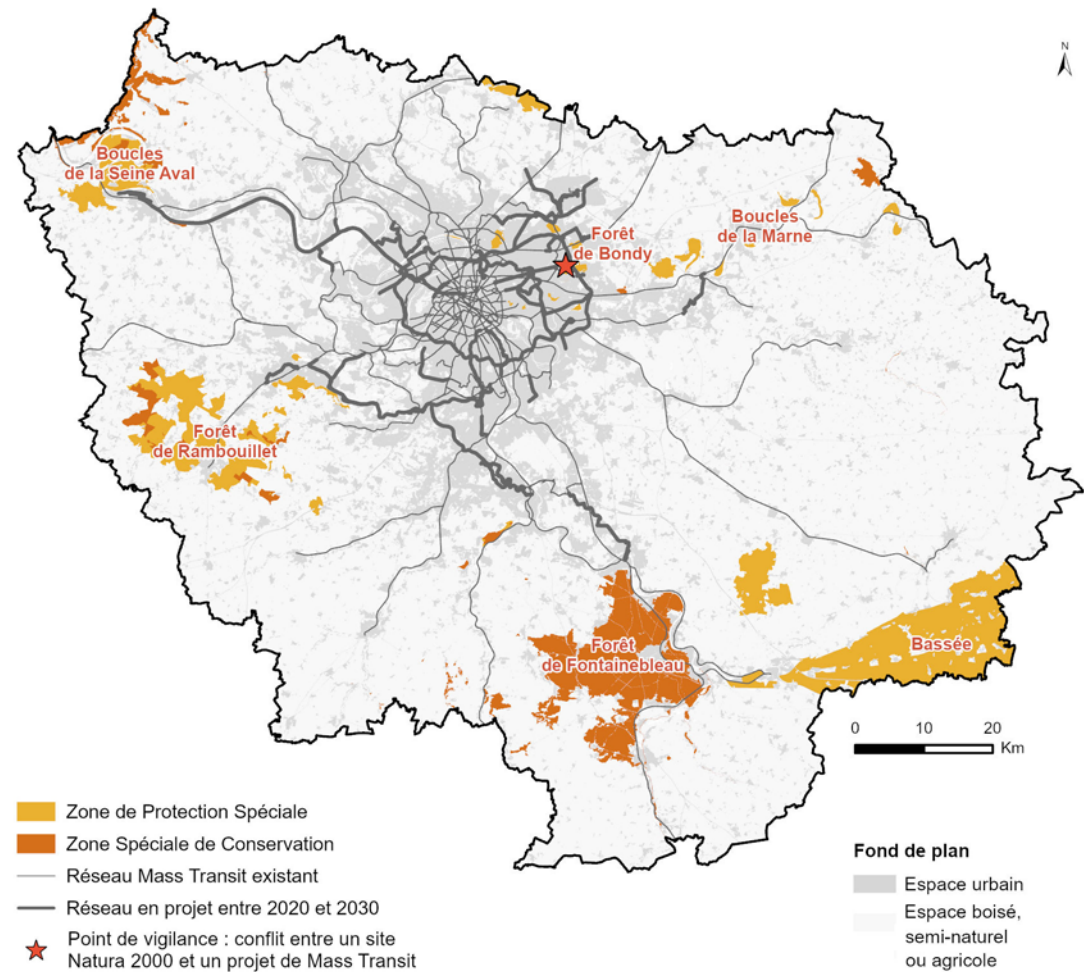 N
Boucles
de la Seine Aval
Forêt
de Bondy
Boucles
de la Marne
Forêt
de Rambouillet
Forêt
de Fontainebleau
Bassée
0 10 20
Km
Zone de Protection Spéciale
Zone Spéciale de Conservation
Réseau Mass Transit existant
Réseau en projet entre 2020 et 2030
Point de vigilance : conflit entre un site
Natura 2000 et un projet de Mass Transit
Fond de plan
Espace urbain
Espace boisé,
semi-naturel
ou agricole